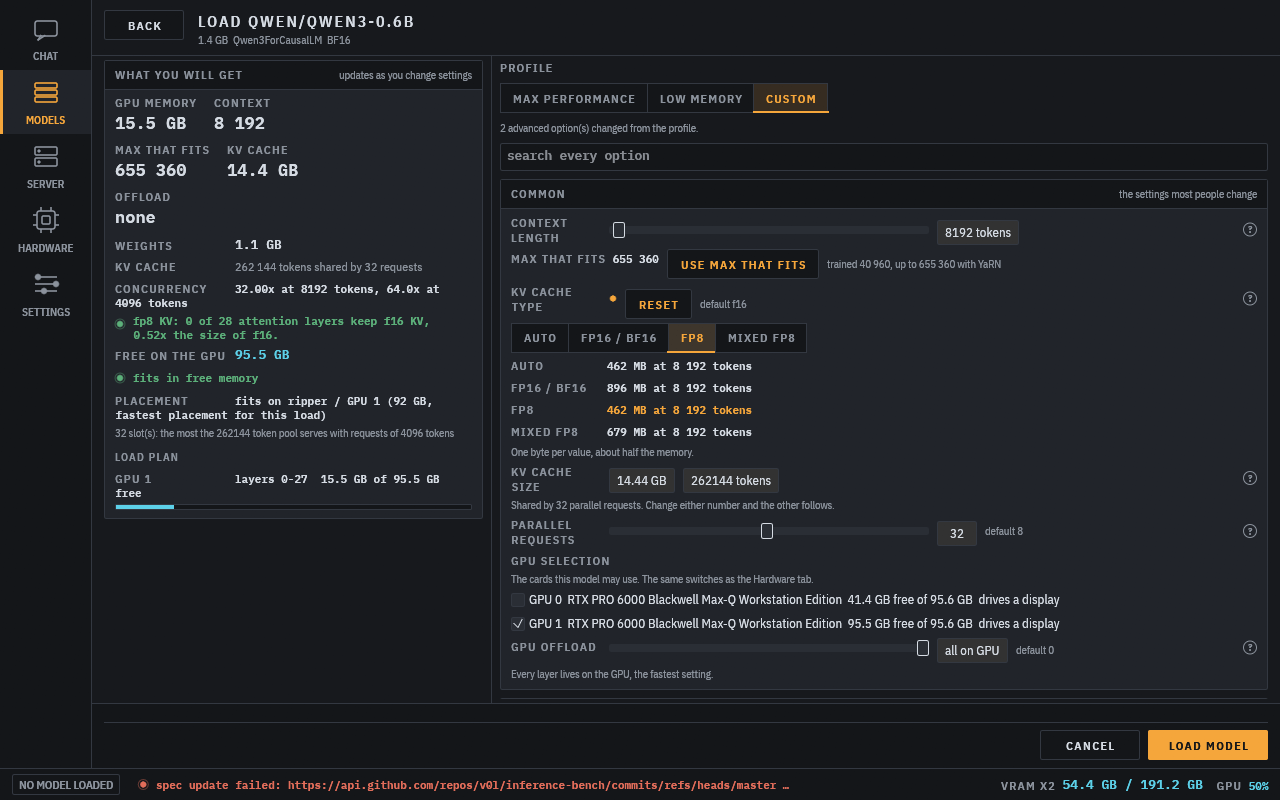 CHAT
MODELS
SERVER
HARDWARE
SETTINGS
BACK
LOAD QWEN/QWEN3-0.6B
1.4 GB Qwen3ForCausalLM BF16
WHAT YOU WILL GET
updates as you change settings
GPU MEMORY CONTEXT
15.5 GB 8 192
MAX THAT FITS KV CACHE
655 360 14.4 GB
OFFLOAD
none
WEIGHTS 1.1 GB
KV CACHE 262 144 tokens shared by 32 requests
CONCURRENCY 32.00x at 8192 tokens, 64.0x at
4096 tokens
fp8 KV: 0 of 28 attention layers keep f16 KV,
0.52x the size of f16.
FREE ON THE GPU 95.5 GB
fits in free memory
PLACEMENT fits on ripper / GPU 1 (92 GB,
fastest placement for this load)
32 slot(s): the most the 262144 token pool serves with requests of 4096 tokens
LOAD PLAN
GPU 1 layers 0-27 15.5 GB of 95.5 GB
free
PROFILE
MAX PERFORMANCE LOW MEMORY CUSTOM
2 advanced option(s) changed from the profile.
search every option
COMMON the settings most people change
CONTEXT
LENGTH
8192 tokens ?
MAX THAT FITS 655 360 USE MAX THAT FITS trained 40 960, up to 655 360 with YaRN
KV CACHE
TYPE
RESET default f16 ?
AUTO FP16 / BF16 FP8 MIXED FP8
AUTO 462 MB at 8 192 tokens
FP16 / BF16 896 MB at 8 192 tokens
FP8 462 MB at 8 192 tokens
MIXED FP8 679 MB at 8 192 tokens
One byte per value, about half the memory.
KV CACHE
SIZE
14.44 GB 262144 tokens ?
Shared by 32 parallel requests. Change either number and the other follows.
PARALLEL
REQUESTS
32 default 8 ?
GPU SELECTION
The cards this model may use. The same switches as the Hardware tab.
GPU 0 RTX PRO 6000 Blackwell Max-Q Workstation Edition 41.4 GB free of 95.6 GB drives a display
GPU 1 RTX PRO 6000 Blackwell Max-Q Workstation Edition 95.5 GB free of 95.6 GB drives a display
GPU OFFLOAD all on GPU default 0 ?
Every layer lives on the GPU, the fastest setting.
CANCEL LOAD MODEL
NO MODEL LOADED spec update failed: https://api.github.com/repos/v0l/inference-bench/commits/refs/heads/master … VRAM X2 54.4 GB / 191.2 GB GPU 50%